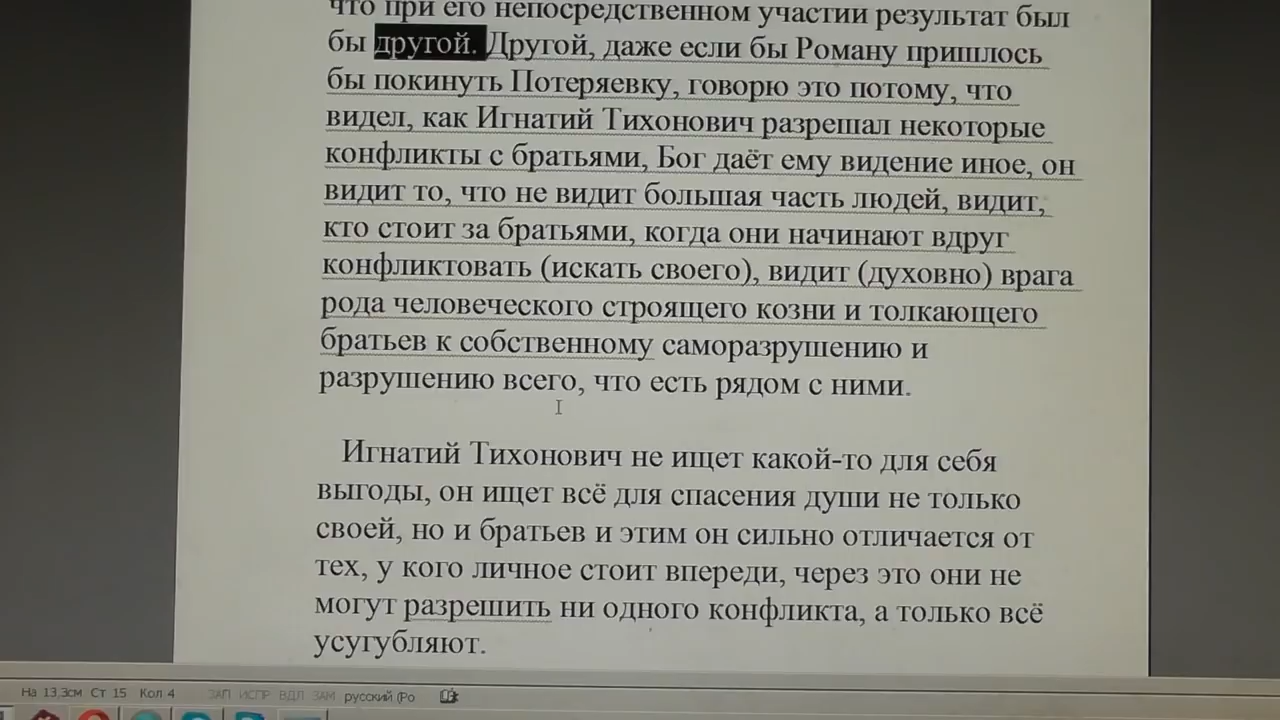 что при его непосредственном участии результат был
бы другой. Другой, даже если бы Роману пришлось
бы покинуть Потеряевку, говорю это потому, что
видел, как Игнатий Тихонович разрешал некоторые
конфликты с братьями, Бог даёт ему видение иное, он
видит то, что не видит большая часть людей, видит,
кто стоит за братьями, когда они начинают вдруг
конфликтовать (искать своего), видит (духовно) врага
рода человеческого строящего козни и толкающего
братьев к собственному саморазрушению и
разрушению всего, что есть рядом с ними.
Игнатий Тихонович не ищет какой-то для себя
выгоды, он ищет всё для спасения души не только
своей, но и братьев и этим он сильно отличается от
тех, у кого личное стоит впереди, через это они не
могут разрешить ни одного конфликта, а только всё
усугубляют.
На 13,3см Ст 15 Кол 4 ЗАП ИСПР ВДЛ ЗАМ русский (Ро